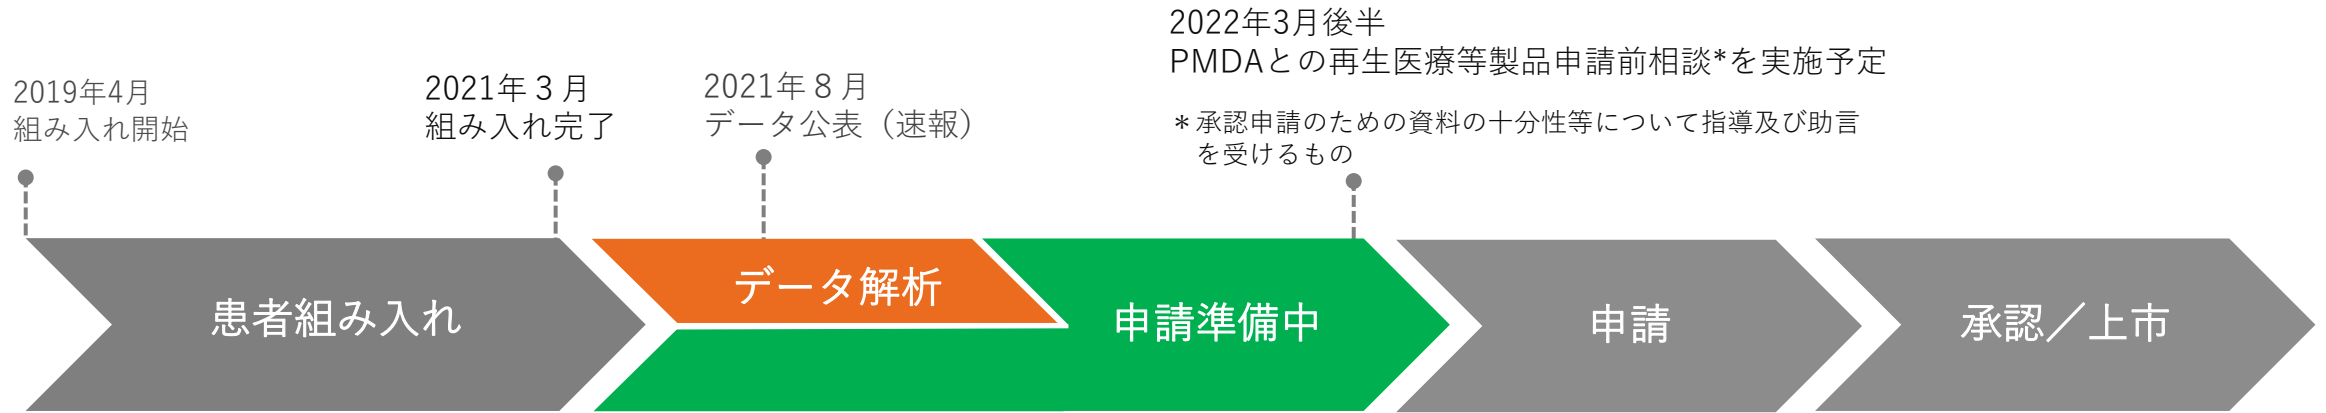 2019年4月
組み入れ開始
2021年３月
組み入れ完了
2021年８月
データ公表（速報）
2022年3月後半
PMDAとの再生医療等製品申請前相談*を実施予定
＊承認申請のための資料の十分性等について指導及び助言
を受けるもの
患者組み入れ
データ解析
申請準備中
申請
承認／上市